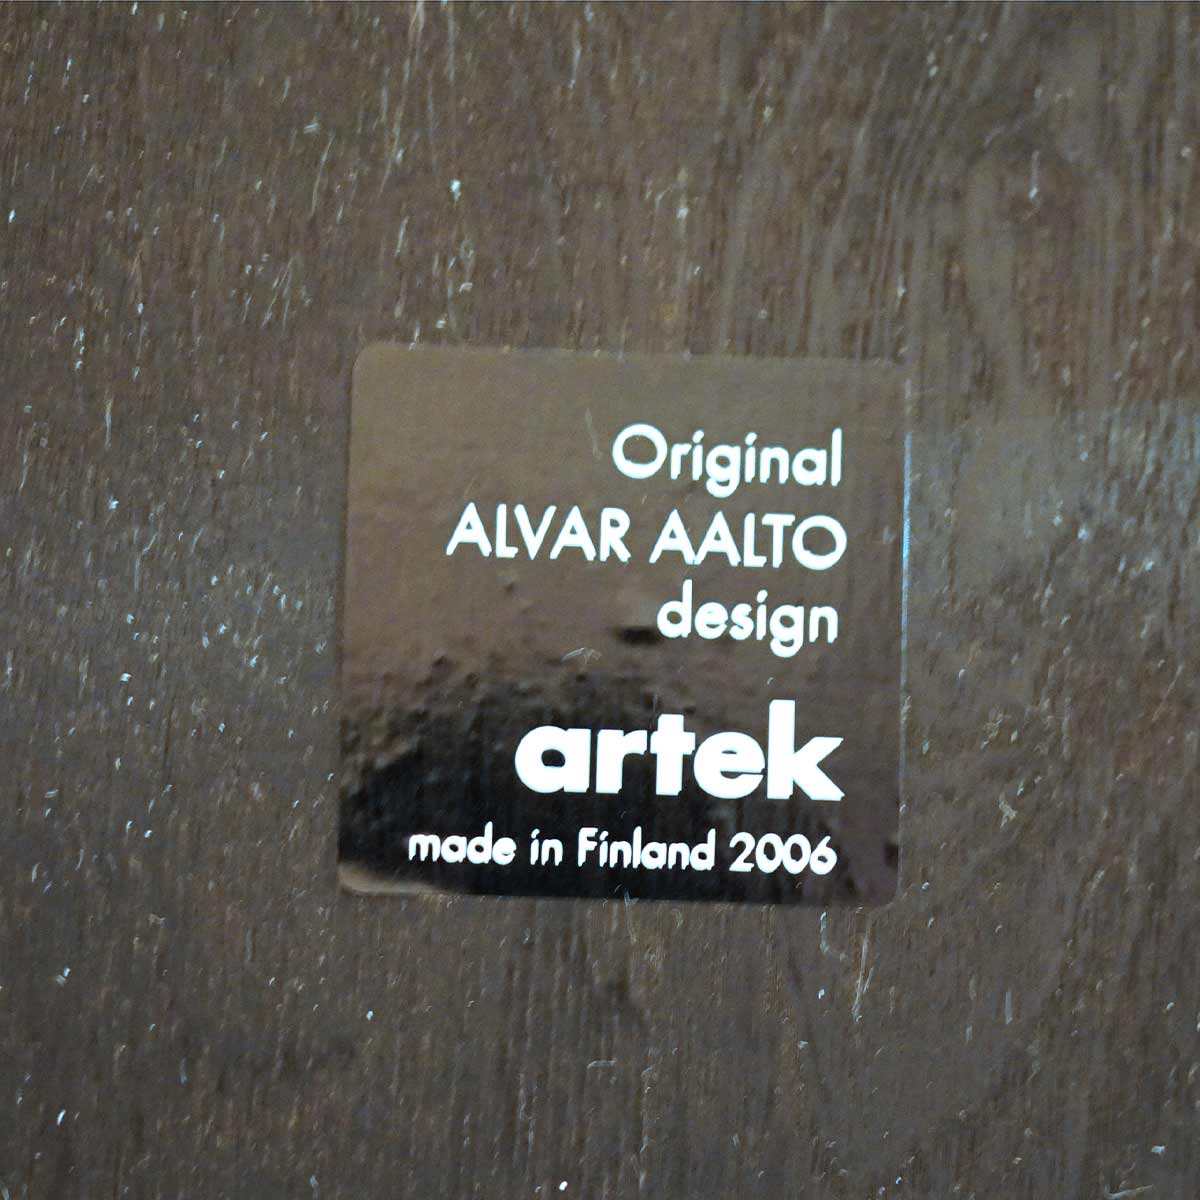 Original
ALVAR AALTO
design
artek
made in Finland 2006